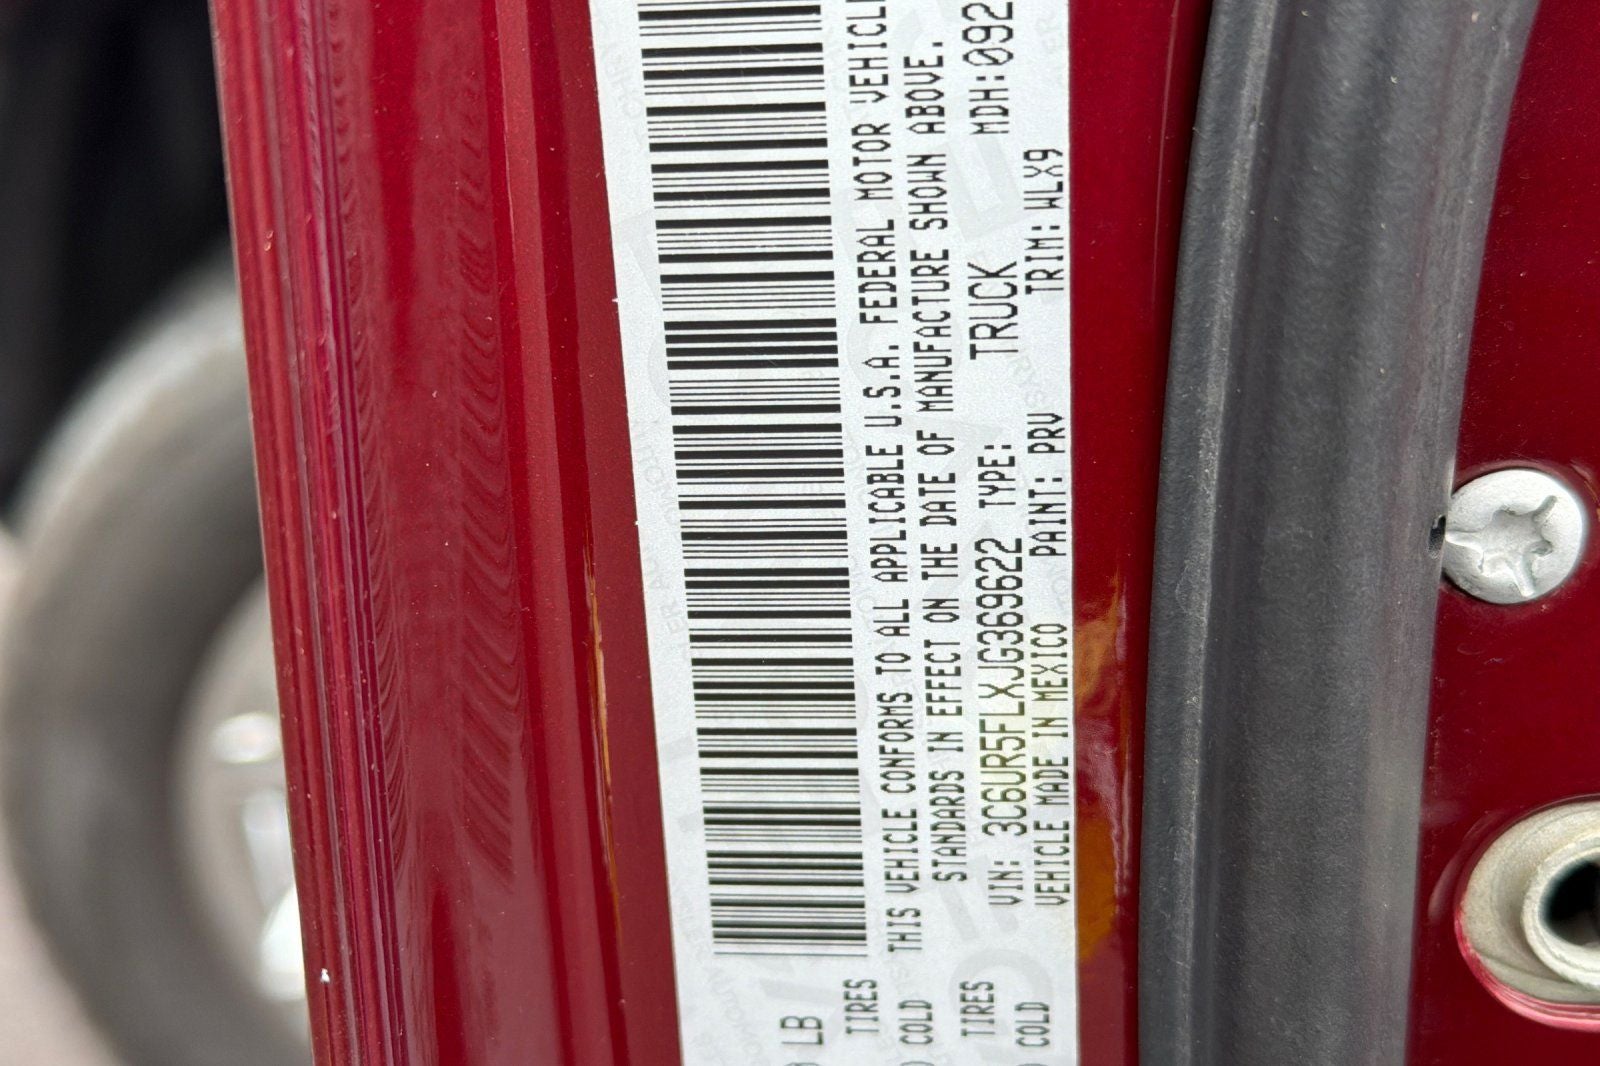 LB
TIRES
COLD
TIRES
COLD
THIS VEHICLE CONFORMS TO ALL APPLICABLE U.S.A. FEDERAL MOTOR VEHICLE
STANDARDS IN EFFECT ON THE DATE OF MANUFACTURE SHOWN ABOVE.
VIN: 3C6UR5FLXJG369622 TYPE: TRUCK MDH:092
VEHICLE MADE IN MEXICO PAINT: PRV TRIM: WLX9